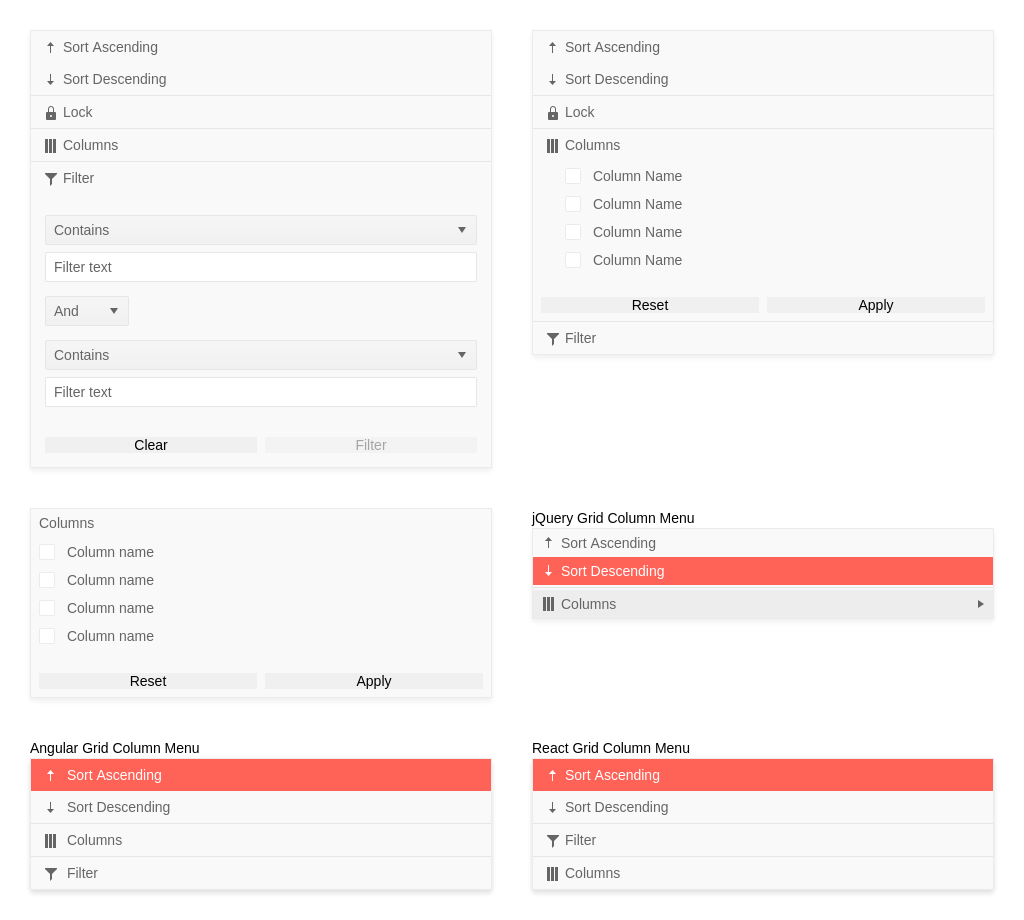 Sort Ascending
Sort Descending
Lock
Columns
Filter
Contains
Filter text
And
Contains
Filter text
Clear
Filter
Sort Ascending
Sort Descending
Lock
Columns
Column Name
Column Name
Column Name
Column Name
Reset
Apply
Filter
Columns
Column name
Column name
Column name
Column name
Reset
Apply
jQuery Grid Column Menu
Sort Ascending
Sort Descending
Columns
Angular Grid Column Menu
Sort Ascending
Sort Descending
Columns
Filter
React Grid Column Menu
Sort Ascending
Sort Descending
Filter
Columns